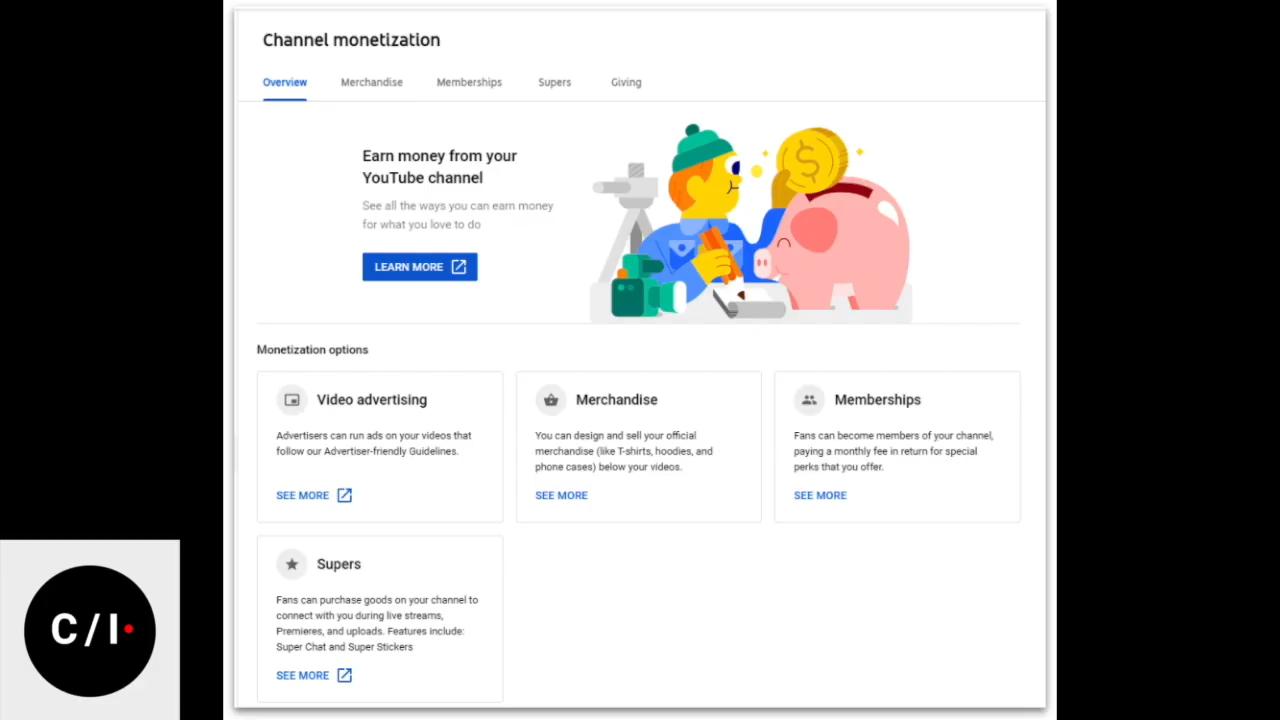 Channel monetization
Overview Merchandise Memberships Supers Giving
Earn money from your
YouTube channel
See all the ways you can earn money
for what you love to do
LEARN MORE
$
Monetization options
Video advertising
Advertisers can run ads on your videos that
follow our Advertiser-friendly Guidelines.
SEE MORE
Merchandise
You can design and sell your official
merchandise (like T-shirts, hoodies, and
phone cases) below your videos.
SEE MORE
Memberships
Fans can become members of your channel,
paying a monthly fee in return for special
perks that you offer.
SEE MORE
Supers
Fans can purchase goods on your channel to
connect with you during live streams,
Premieres, and uploads. Features include:
Super Chat and Super Stickers
SEE MORE
C/I